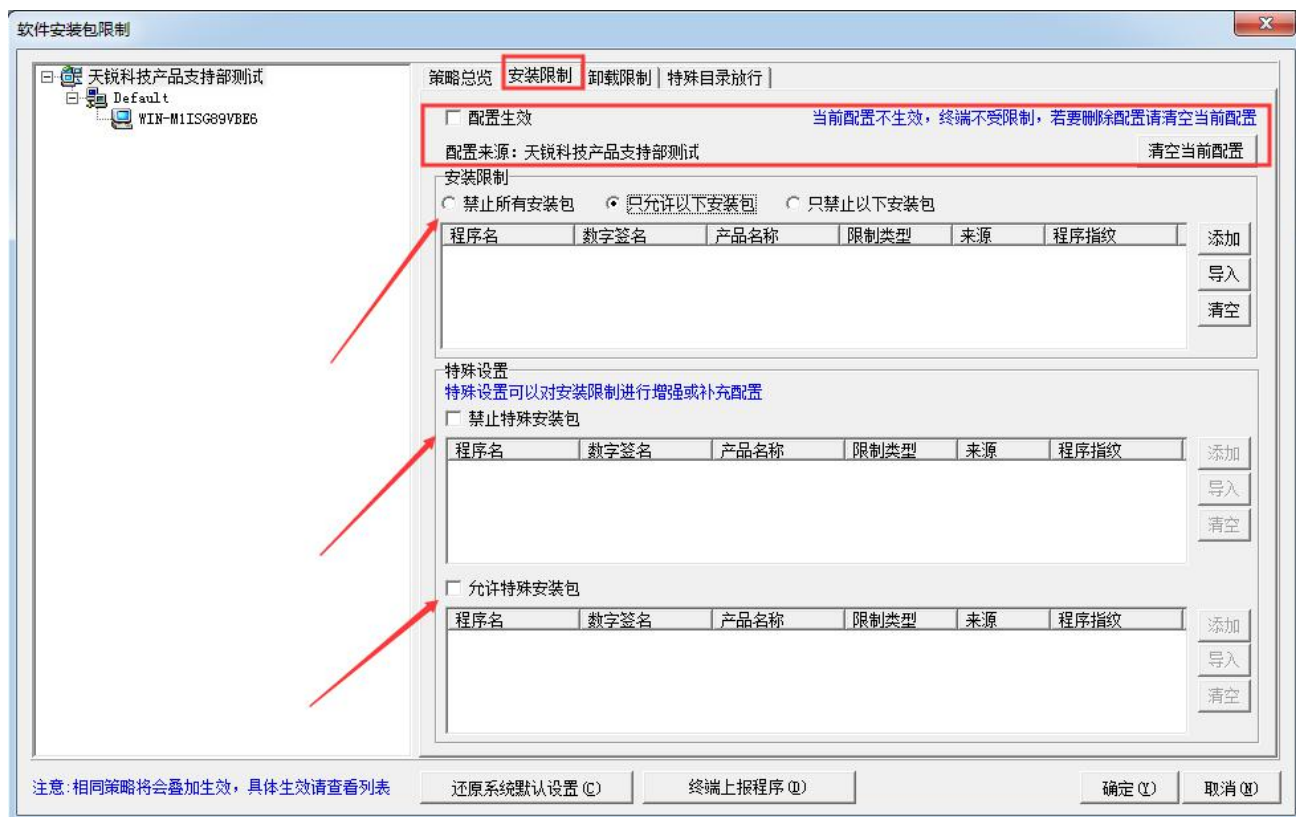 软件安装包限制
天锐科技产品支持部测试
Default
WIN-M1ISG89VBE6
策略总览 安装限制 卸载限制 特殊目录放行
配置生效 当前配置不生效，终端不受限制，若要删除配置请清空当前配置
配置来源：天锐科技产品支持部测试 清空当前配置
安装限制
禁止所有安装包 只允许以下安装包 只禁止以下安装包
程序名 数字签名 产品名称 限制类型 来源 程序指纹 添加
导入
清空
特殊设置
特殊设置可以对安装限制进行增强或补充配置
禁止特殊安装包
程序名 数字签名 产品名称 限制类型 来源 程序指纹 添加
导入
清空
允许特殊安装包
程序名 数字签名 产品名称 限制类型 来源 程序指纹 添加
导入
清空
注意:相同策略将会叠加生效，具体生效请查看列表 还原系统默认设置(C) 终端上报程序(D) 确定(Y) 取消(N)